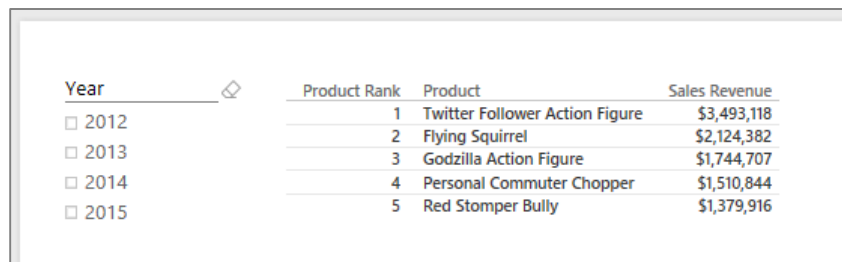 Year
2012
2013
2014
2015
Product Rank Product Sales Revenue
1 Twitter Follower Action Figure $3,493,118
2 Flying Squirrel $2,124,382
3 Godzilla Action Figure $1,744,707
4 Personal Commuter Chopper $1,510,844
5 Red Stomper Bully $1,379,916